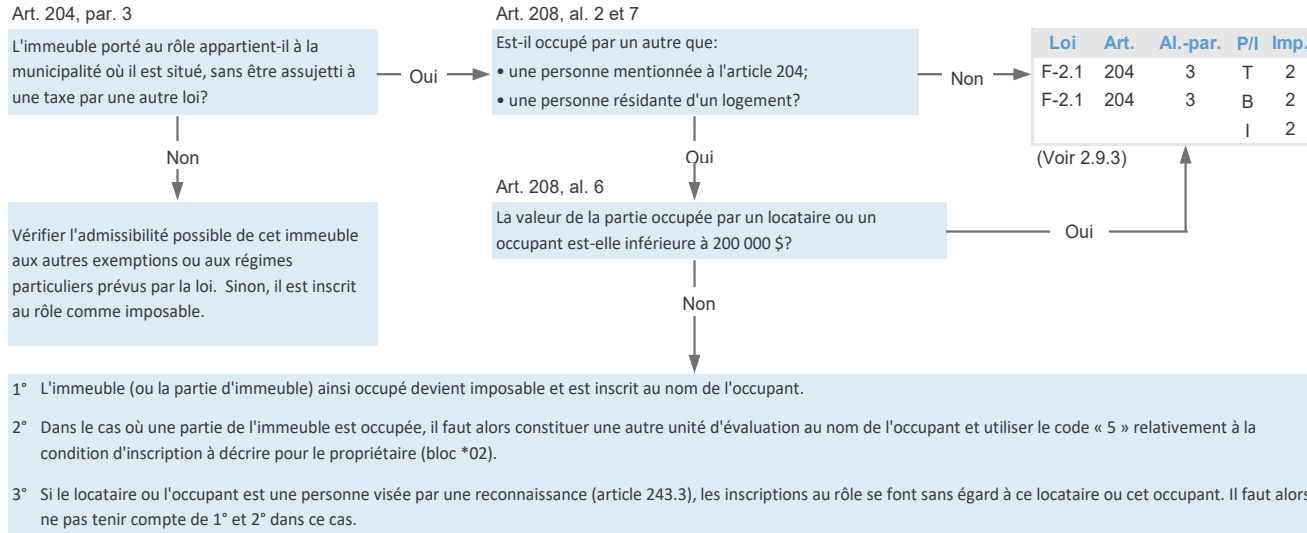 Art. 204, par. 3
L'immeuble porté au rôle appartient-il à la
municipalité où il est situé, sans être assujetti à
une taxe par une autre loi?
Oui
Art. 208, al. 2 et 7
Est-il occupé par un autre que:
• une personne mentionnée à l'article 204;
• une personne résidante d'un logement?
Non
Loi Art. Al.-par. P/I Imp.
F-2.1 204 3 T 2
F-2.1 204 3 B 2
I 2
(Voir 2.9.3)
Non
Oui
Vérifier l'admissibilité possible de cet immeuble
aux autres exemptions ou aux régimes
particuliers prévus par la loi. Sinon, il est inscrit
au rôle comme imposable.
Art. 208, al. 6
La valeur de la partie occupée par un locataire ou un
occupant est-elle inférieure à 200 000 $?
Oui
Non
1° L'immeuble (ou la partie d'immeuble) ainsi occupé devient imposable et est inscrit au nom de l'occupant.
2° Dans le cas où une partie de l'immeuble est occupée, il faut alors constituer une autre unité d'évaluation au nom de l'occupant et utiliser le code « 5 » relativement à la
condition d'inscription à décrire pour le propriétaire (bloc *02).
3° Si le locataire ou l'occupant est une personne visée par une reconnaissance (article 243.3), les inscriptions au rôle se font sans égard à ce locataire ou cet occupant. Il faut alors
ne pas tenir compte de 1° et 2° dans ce cas.